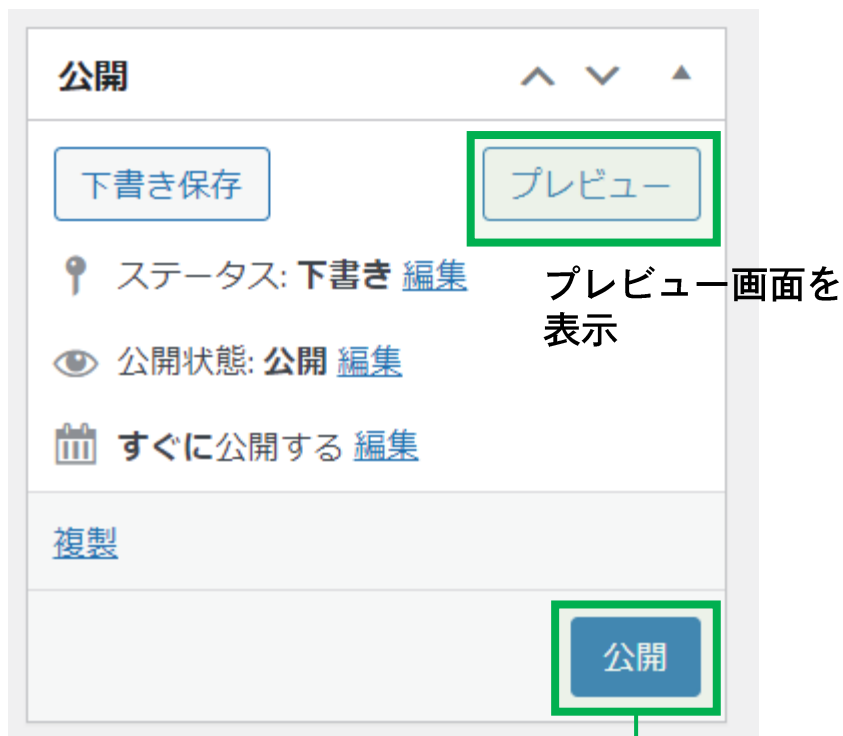 公開
下書き保存 プレビュー
ステータス: 下書き 編集
プレビュー画面を
表示
公開状態: 公開 編集
すぐに公開する 編集
複製
公開